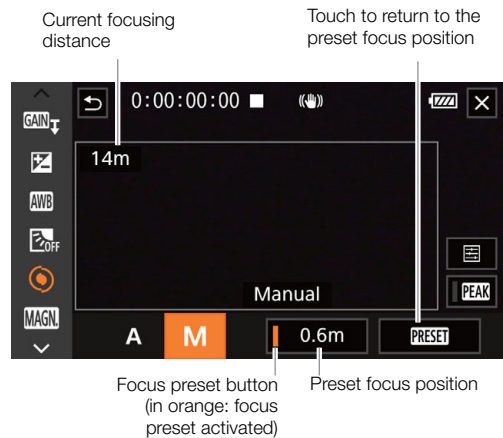 Current focusing
distance
Touch to return to the
preset focus position
0:00:00:00
GAIN
14m
AWB
OFF
PEAK
Manual
MAGN.
A
M
0.6m
PRESET
Focus preset button
(in orange: focus
preset activated)
Preset focus position